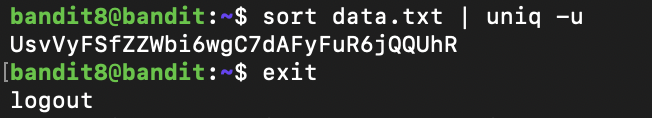 bandit8@bandit:~$ sort data.txt | uniq -u
UsvVyFSfZZWbi6wgC7dAFyFuR6jQQUhR
[bandit8@bandit:~$ exit
logout